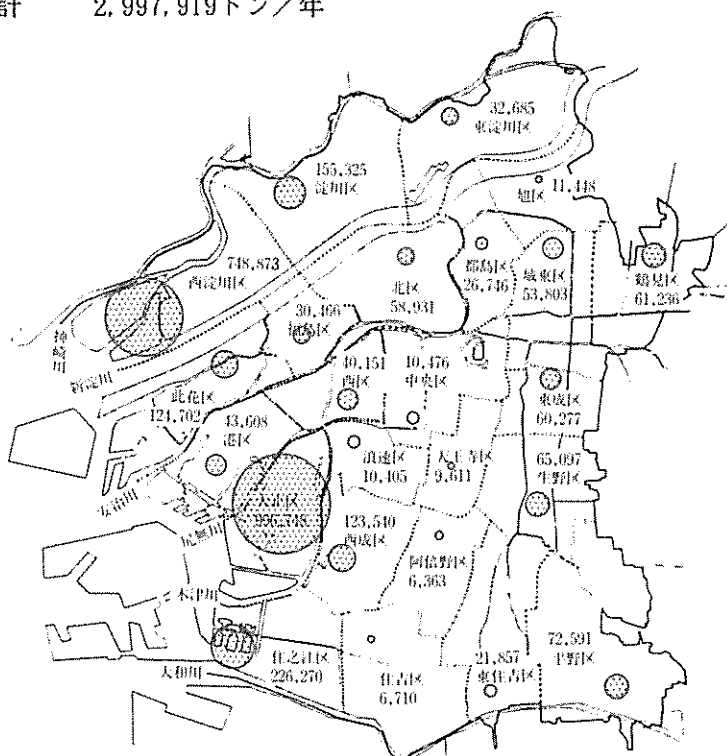 計 2,997,919トン/年
32,685
東淀川区
155,325
淀川区
11,448
旭区
748,873
西淀川区
都島区
26,746
城東区
53,803
鶴見区
61,236
北区
58,931
30,466
福島区
神崎川
新淀川
此花区
124,702
40,151
西区
10,476
中央区
東成区
60,277
43,608
港区
浪速区
10,405
天王寺区
9,611
65,097
生野区
安治川
大正区
996,748
尻無川
123,540
西成区
阿倍野区
6,363
木津川
住之江区
226,270
大和川
住吉区
6,710
21,857
東住吉区
72,591
平野区